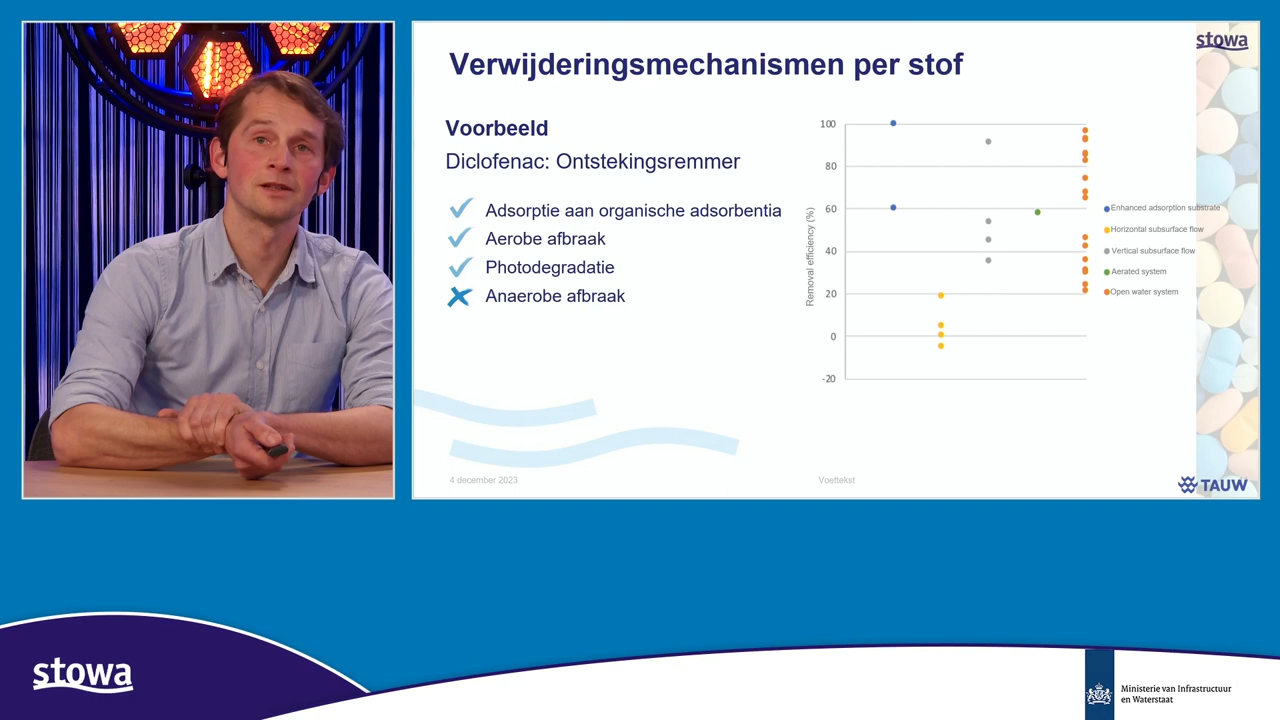 Verwijderingsmechanismen per stof
stowa
Voorbeeld
Diclofenac: Ontstekingsremmer
Adsorptie aan organische adsorbentia
Aerobe afbraak
Photodegradatie
Anaerobe afbraak
Removal efficiency (%)
100
80
60
40
20
0
-20
Enhanced adsorption substrate
Horizontal subsurface flow
Vertical subsurface flow
Aerated system
Open water system
4 december 2023
Voettekst
TAUW
stowa
Ministerie van Infrastructuur
en Waterstaat